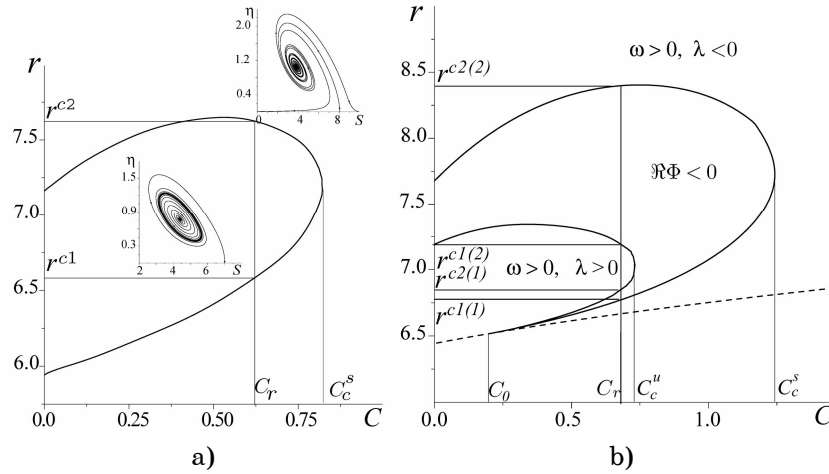 r
r^{c2}
7.5
7.0
r^{c1}
6.5
6.0
0.0
0.25
0.50
0.75
C
C_r
C_c^s
η
2.0
1.2
0.4
0
4
8
S
η
1.5
0.9
0.3
2
4
6
S
a)
r
ω > 0, λ < 0
8.5
r^{c2(2)}
8.0
ℜΦ < 0
7.5
r^{c1(2)}
7.0
r^{c2(1)}
ω > 0, λ > 0
r^{c1(1)}
6.5
C_0
C_r
C_c^u
C_c^s
0.0
0.5
1.0
C
b)